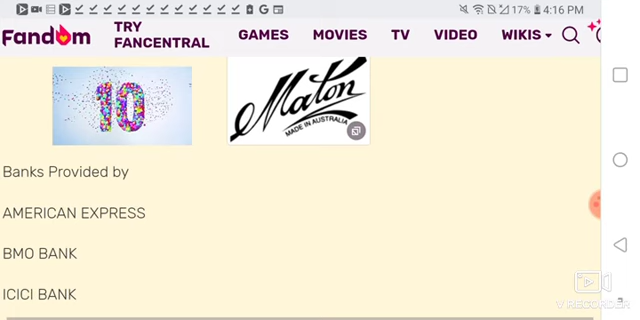 17% 4:16 PM
Fandom
TRY FANCENTRAL
GAMES
MOVIES
TV
VIDEO
WIKIS
10
Maton
MADE IN AUSTRALIA
Banks Provided by
AMERICAN EXPRESS
BMO BANK
ICICI BANK
RECORDER